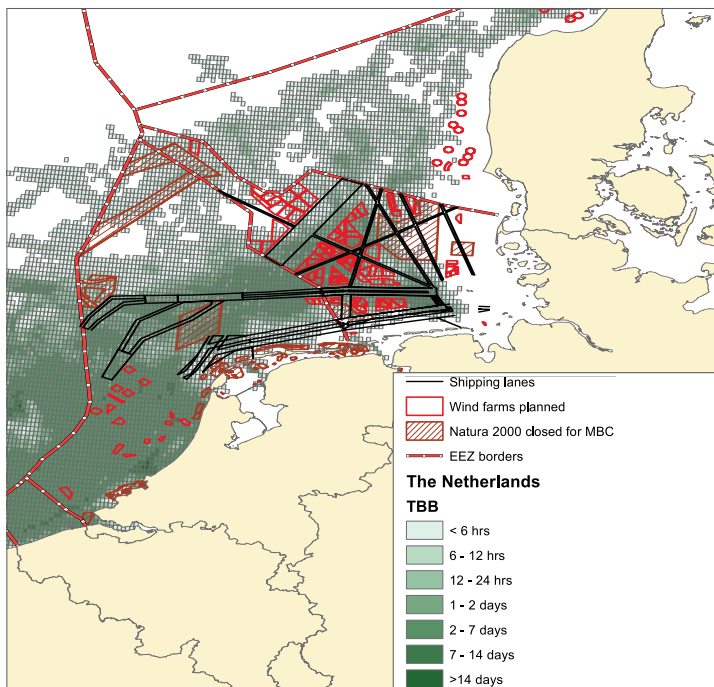 Shipping lanes
Wind farms planned
Natura 2000 closed for MBC
EEZ borders
The Netherlands
TBB
< 6 hrs
6 - 12 hrs
12 - 24 hrs
1 - 2 days
2 - 7 days
7 - 14 days
>14 days